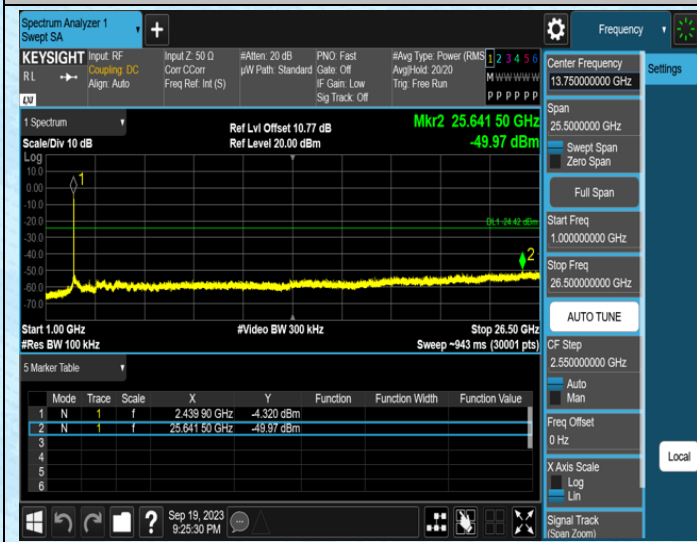 Spectrum Analyzer 1
Swept SA
Frequency
KEYSIGHT
RL
LXI
Input: RF
Coupling: DC
Align: Auto
Input Z: 50 Ω
Corr CCorr
Freq Ref: Int (S)
#Atten: 20 dB
µW Path: Standard
PNO: Fast
Gate: Off
IF Gain: Low
Sig Track: Off
#Avg Type: Power (RMS)
Avg|Hold: 20/20
Trig: Free Run
1 2 3 4 5 6
M W W W W W
P P P P P P
1 Spectrum
Scale/Div 10 dB
Ref Lvl Offset 10.77 dB
Ref Level 20.00 dBm
Mkr2 25.641 50 GHz
-49.97 dBm
Log
10.0
0.00
-10.0
-20.0
-30.0
-40.0
-50.0
-60.0
-70.0
1
DL1 -24.42 dBm
2
Start 1.00 GHz
#Res BW 100 kHz
#Video BW 300 kHz
Stop 26.50 GHz
Sweep ~943 ms (30001 pts)
5 Marker Table
Mode Trace Scale X Y Function Function Width Function Value
1 N 1 f 2.439 90 GHz -4.320 dBm
2 N 1 f 25.641 50 GHz -49.97 dBm
3
4
5
6
Sep 19, 2023
9:25:30 PM
Center Frequency
13.750000000 GHz
Span
25.5000000 GHz
Swept Span
Zero Span
Full Span
Start Freq
1.000000000 GHz
Stop Freq
26.500000000 GHz
AUTO TUNE
CF Step
2.550000000 GHz
Auto
Man
Freq Offset
0 Hz
X Axis Scale
Log
Lin
Signal Track
(Span Zoom)
Settings
Local